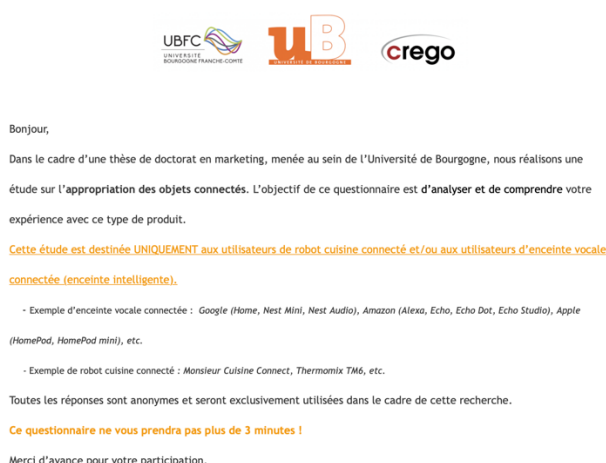 UBFC
UNIVERSITÉ
BOURGOGNE FRANCHE-COMTÉ
uB
UNIVERSITÉ DE BOURGOGNE
crego
Bonjour,
Dans le cadre d’une thèse de doctorat en marketing, menée au sein de l’Université de Bourgogne, nous réalisons une
étude sur l’appropriation des objets connectés. L’objectif de ce questionnaire est d’analyser et de comprendre votre
expérience avec ce type de produit.
Cette étude est destinée UNIQUEMENT aux utilisateurs de robot cuisine connecté et/ou aux utilisateurs d’enceinte vocale
connectée (enceinte intelligente).
- Exemple d’enceinte vocale connectée : Google (Home, Nest Mini, Nest Audio), Amazon (Alexa, Echo, Echo Dot, Echo Studio), Apple
(HomePod, HomePod mini), etc.
- Exemple de robot cuisine connecté : Monsieur Cuisine Connect, Thermomix TM6, etc.
Toutes les réponses sont anonymes et seront exclusivement utilisées dans le cadre de cette recherche.
Ce questionnaire ne vous prendra pas plus de 3 minutes !
Merci d’avance pour votre participation.